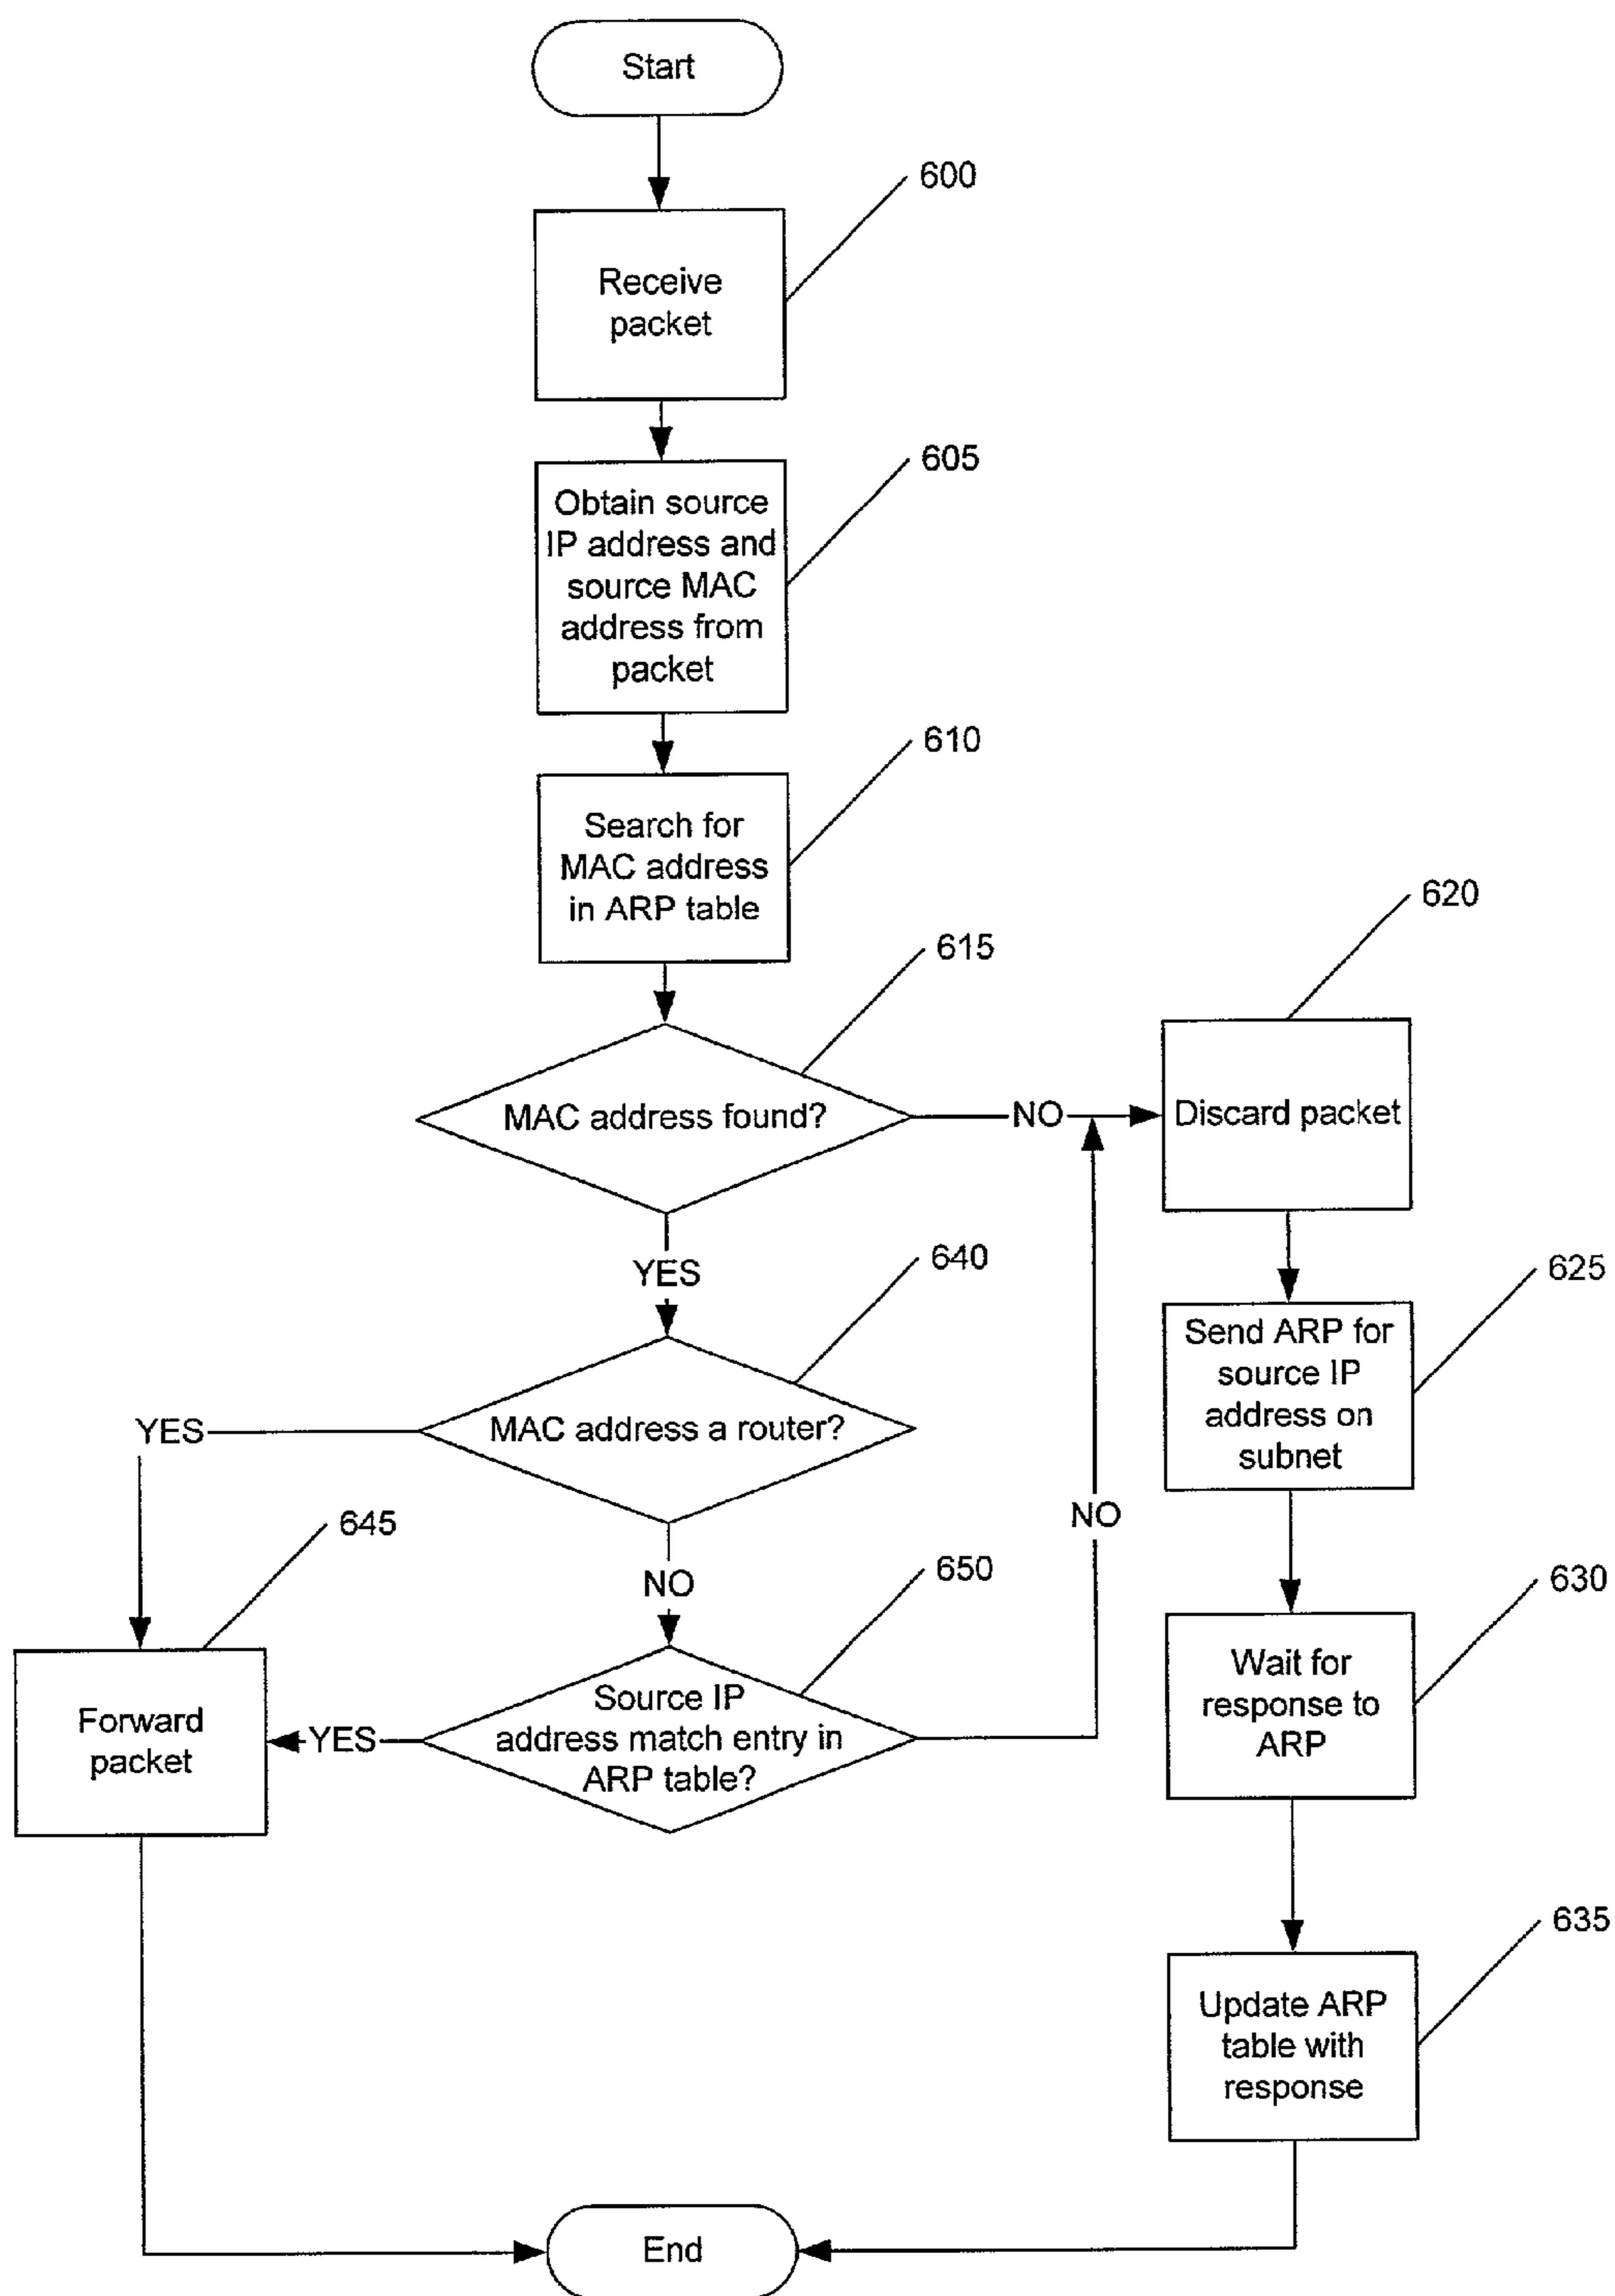 Start
600
Receive
packet
605
Obtain source
IP address and
source MAC
address from
packet
610
Search for
MAC address
in ARP table
615
620
MAC address found?
NO
Discard packet
YES
640
625
Send ARP for
source IP
address on
subnet
MAC address a router?
YES
645
NO
NO
650
630
Wait for
response to
ARP
Source IP
address match entry in
ARP table?
YES
Forward
packet
635
Update ARP
table with
response
End